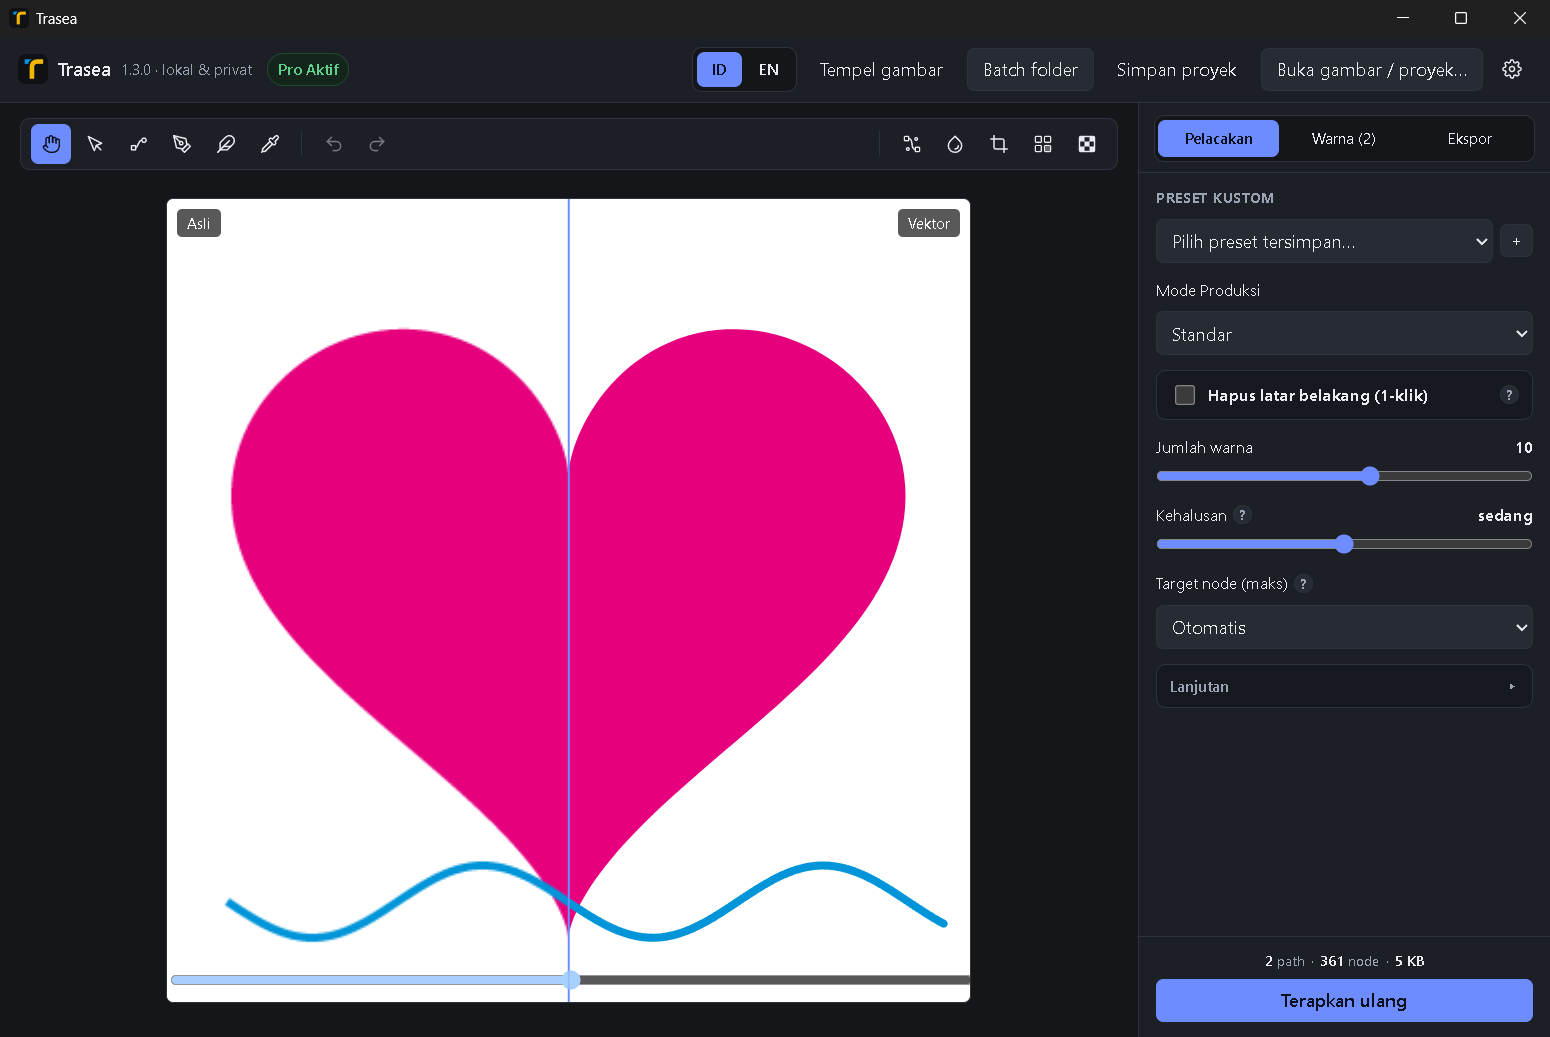 Trasea
Trasea 1.3.0 · lokal & privat Pro Aktif ID EN Tempel gambar Batch folder Simpan proyek Buka gambar / proyek...
Pelacakan Warna (2) Ekspor
Asli Vektor
PRESET KUSTOM
Pilih preset tersimpan... +
Mode Produksi
Standar
Hapus latar belakang (1-klik) ?
Jumlah warna 10
Kehalusan ? sedang
Target node (maks) ?
Otomatis
Lanjutan
2 path · 361 node · 5 KB
Terapkan ulang